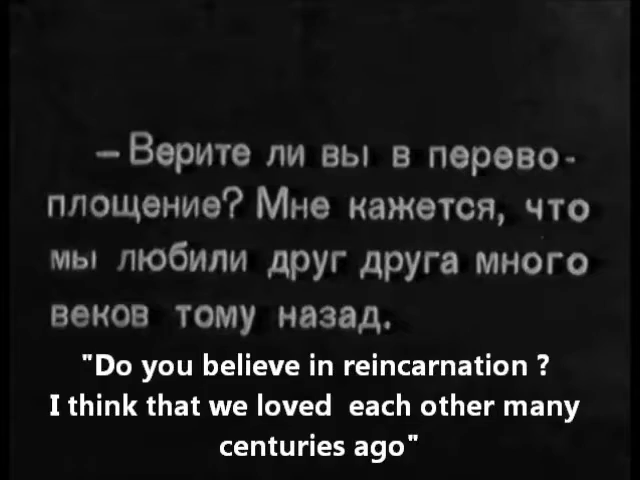 – Верите ли вы в перево-
площение? Мне кажется, что
мы любили друг друга много
веков тому назад.
"Do you believe in reincarnation ?
I think that we loved  each other many
centuries ago"